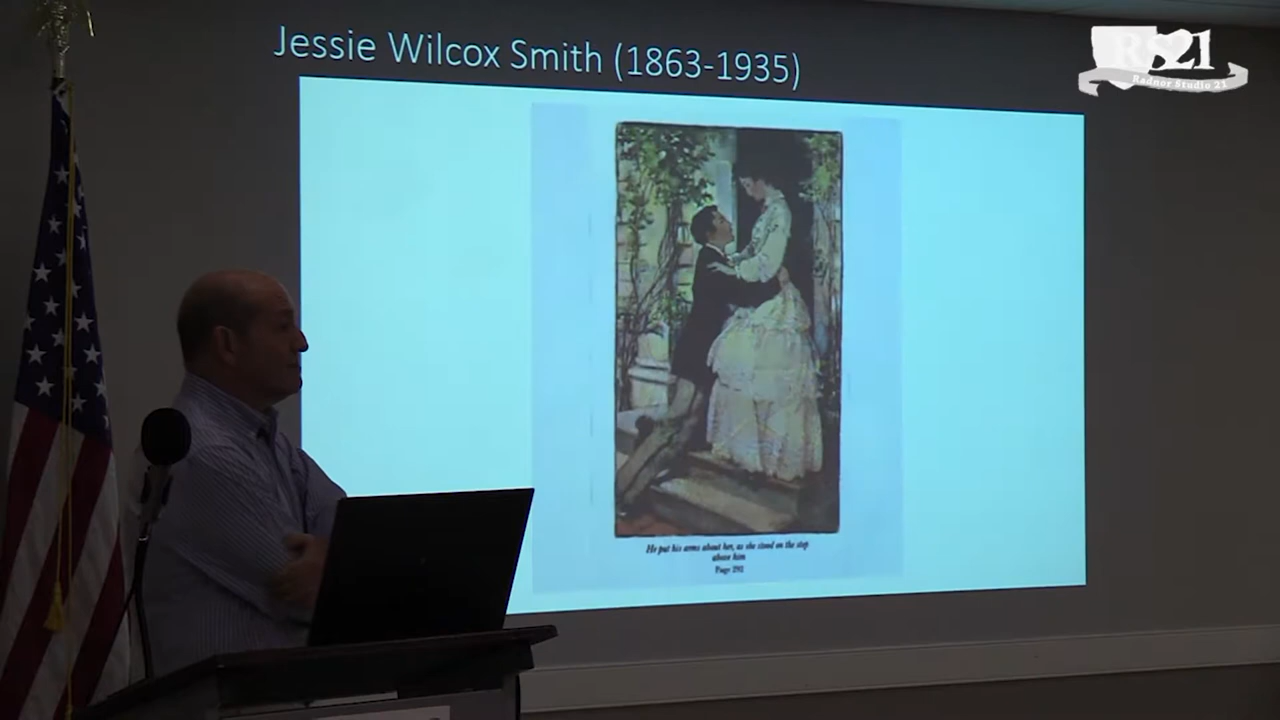 Jessie Wilcox Smith (1863-1935)
RS21
Radnor Studio 21
He put his arms about her, as she stood on the step
above him
Page 292